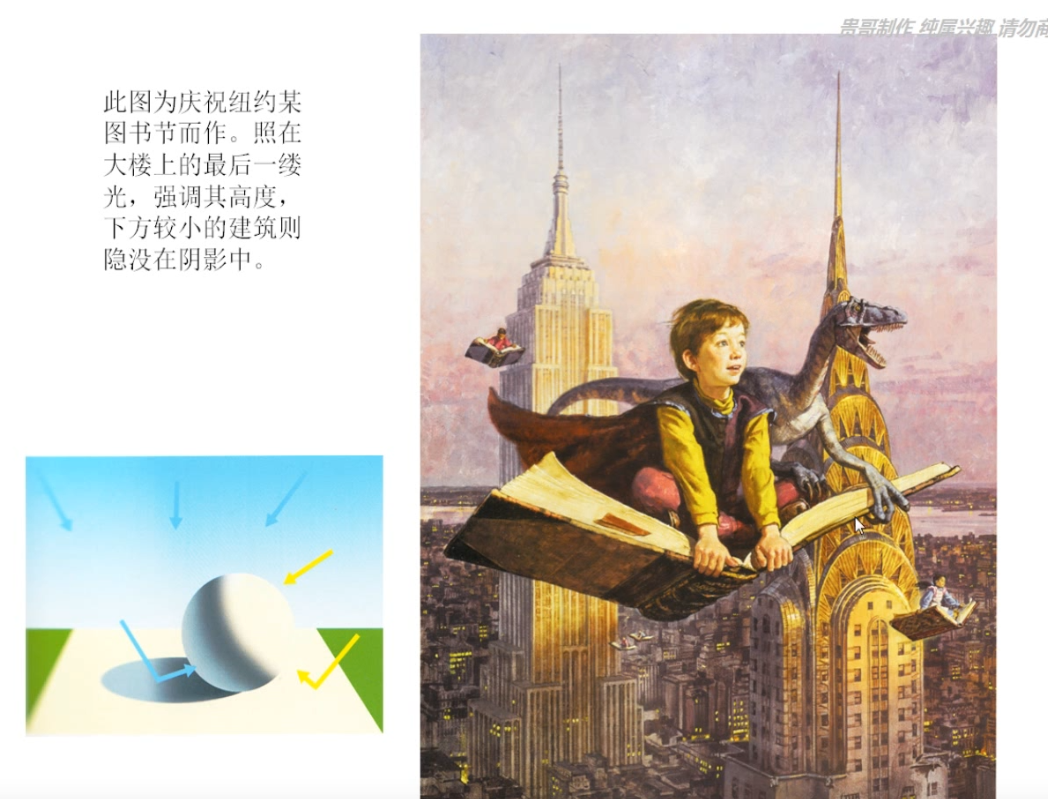 贵哥制作 纯属兴趣 请勿商
此图为庆祝纽约某
图书节而作。照在
大楼上的最后一缕
光，强调其高度，
下方较小的建筑则
隐没在阴影中。